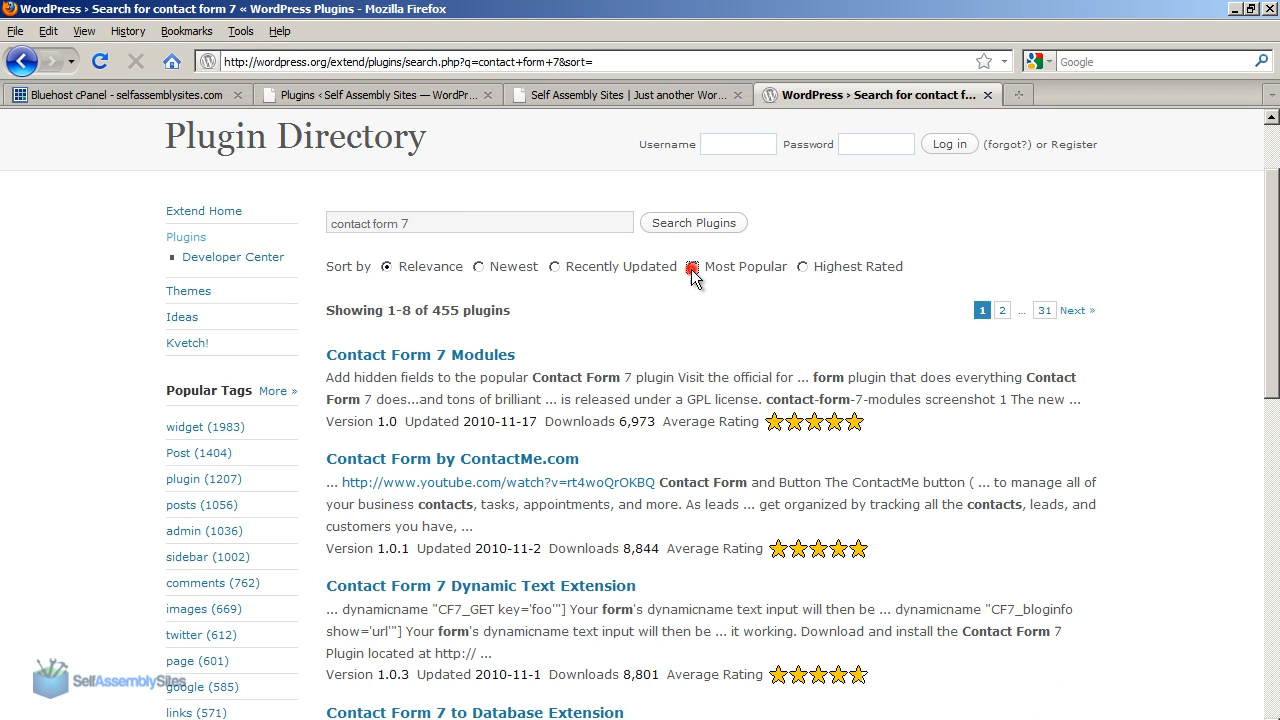 WordPress › Search for contact form 7 « WordPress Plugins - Mozilla Firefox
File Edit View History Bookmarks Tools Help
http://wordpress.org/extend/plugins/search.php?q=contact+form+7&sort=
Google
Bluehost cPanel - selfassemblysites.com
Plugins ‹ Self Assembly Sites — WordPr...
Self Assembly Sites | Just another Wor...
WordPress › Search for contact f...
Plugin Directory
Username
Password
Log in
(forgot?) or Register
Extend Home
Plugins
Developer Center
Themes
Ideas
Kvetch!
Popular Tags More »
widget (1983)
Post (1404)
plugin (1207)
posts (1056)
admin (1036)
sidebar (1002)
comments (762)
images (669)
twitter (612)
page (601)
google (585)
links (571)
contact form 7
Search Plugins
Sort by Relevance Newest Recently Updated Most Popular Highest Rated
Showing 1-8 of 455 plugins
1 2 ... 31 Next »
Contact Form 7 Modules
Add hidden fields to the popular Contact Form 7 plugin Visit the official for ... form plugin that does everything Contact
Form 7 does...and tons of brilliant ... is released under a GPL license. contact-form-7-modules screenshot 1 The new ...
Version 1.0 Updated 2010-11-17 Downloads 6,973 Average Rating
Contact Form by ContactMe.com
... http://www.youtube.com/watch?v=rt4woQrOKBQ Contact Form and Button The ContactMe button ( ... to manage all of
your business contacts, tasks, appointments, and more. As leads ... get organized by tracking all the contacts, leads, and
customers you have, ...
Version 1.0.1 Updated 2010-11-2 Downloads 8,844 Average Rating
Contact Form 7 Dynamic Text Extension
... dynamicname "CF7_GET key='foo'"] Your form's dynamicname text input will then be ... dynamicname "CF7_bloginfo
show='url'"] Your form's dynamicname text input will then be ... it working. Download and install the Contact Form 7
Plugin located at http:// ...
Version 1.0.3 Updated 2010-11-1 Downloads 8,801 Average Rating
Contact Form 7 to Database Extension
SelfAssemblySites